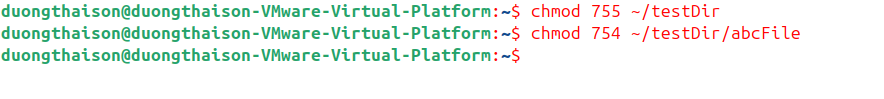 duongthaison@duongthaison-VMware-Virtual-Platform:~$ chmod 755 ~/testDir
duongthaison@duongthaison-VMware-Virtual-Platform:~$ chmod 754 ~/testDir/abcFile
duongthaison@duongthaison-VMware-Virtual-Platform:~$